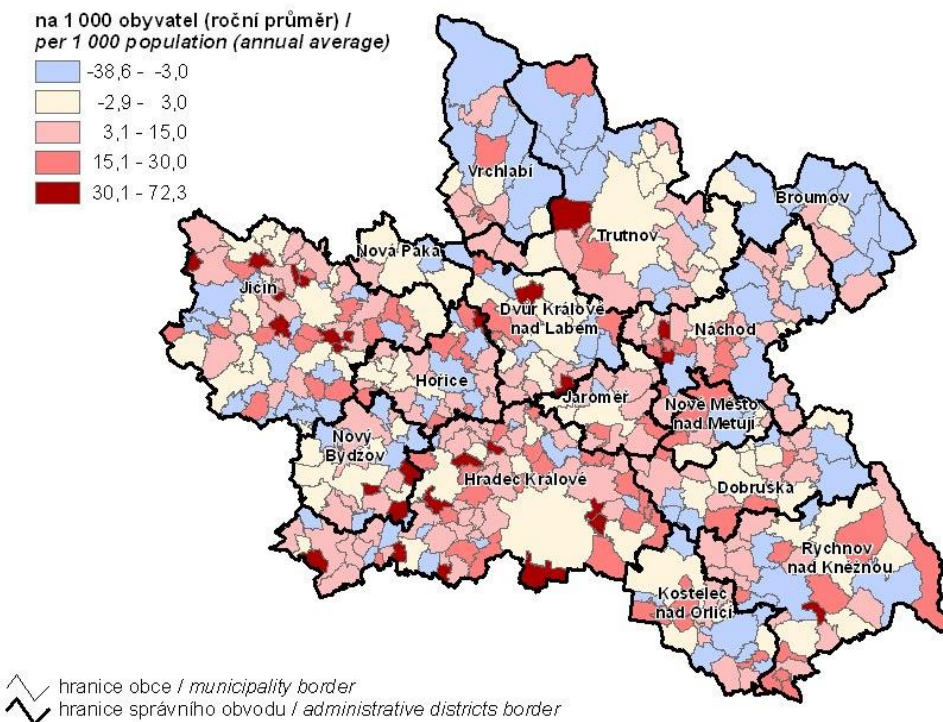 na 1 000 obyvatel (roční průměr) /
per 1 000 population (annual average)
-38,6 - -3,0
-2,9 - 3,0
3,1 - 15,0
15,1 - 30,0
30,1 - 72,3
Vrchlabí
Broumov
Trutnov
Nová Paka
Jičín
Dvůr Králové
nad Labem
Náchod
Hořice
Jaroměř
Nové Město
nad Metují
Nový
Bydžov
Hradec Králové
Dobruška
Rychnov
nad Kněžnou
Kostelec
nad Orlicí
hranice obce / municipality border
hranice správního obvodu / administrative districts border